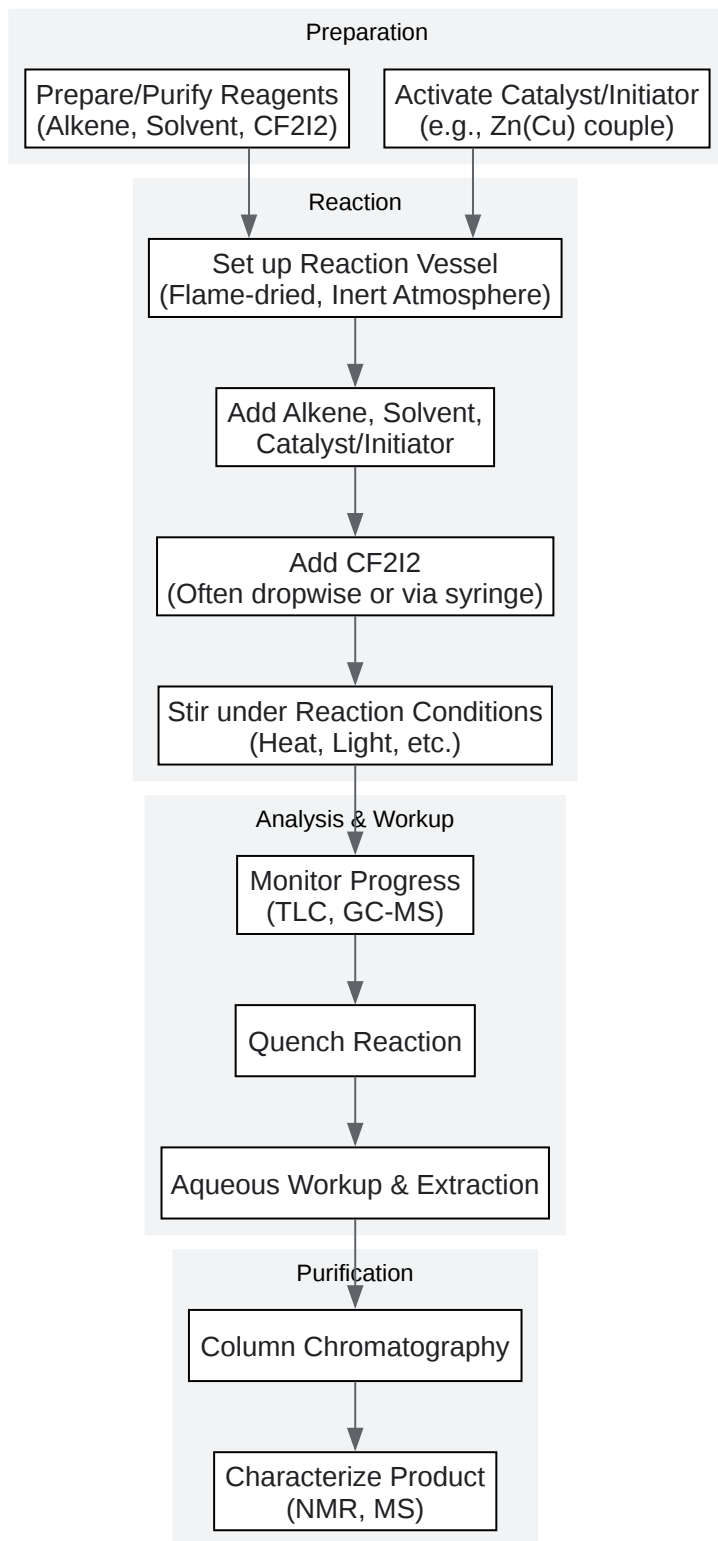 Preparation
Prepare/Purify Reagents
(Alkene, Solvent, CF2I2)
Activate Catalyst/Initiator
(e.g., Zn(Cu) couple)
Reaction
Set up Reaction Vessel
(Flame-dried, Inert Atmosphere)
Add Alkene, Solvent,
Catalyst/Initiator
Add CF2I2
(Often dropwise or via syringe)
Stir under Reaction Conditions
(Heat, Light, etc.)
Analysis & Workup
Monitor Progress
(TLC, GC-MS)
Quench Reaction
Aqueous Workup & Extraction
Purification
Column Chromatography
Characterize Product
(NMR, MS)